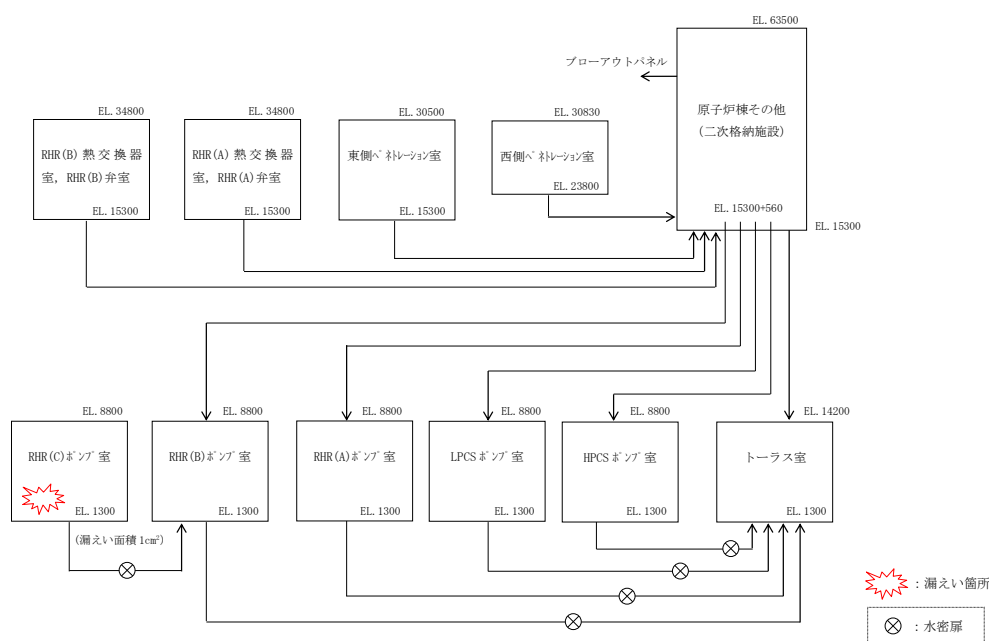 EL. 63500
ブローアウトパネル
原子炉棟その他
(二次格納施設)
EL. 15300+560
EL. 15300
EL. 34800
RHR(B) 熱交換器
室, RHR(B)弁室
EL. 15300
EL. 34800
RHR(A) 熱交換器
室, RHR(A)弁室
EL. 15300
EL. 30500
東側ペネトレーション室
EL. 15300
EL. 30830
西側ペネトレーション室
EL. 23800
EL. 8800
RHR(C)ポンプ室
EL. 1300
(漏えい面積 1cm²)
EL. 8800
RHR(B)ポンプ室
EL. 1300
EL. 8800
RHR(A)ポンプ室
EL. 1300
EL. 8800
LPCSポンプ室
EL. 1300
EL. 8800
HPCSポンプ室
EL. 1300
EL. 14200
トーラス室
EL. 1300
：漏えい箇所
：水密扉